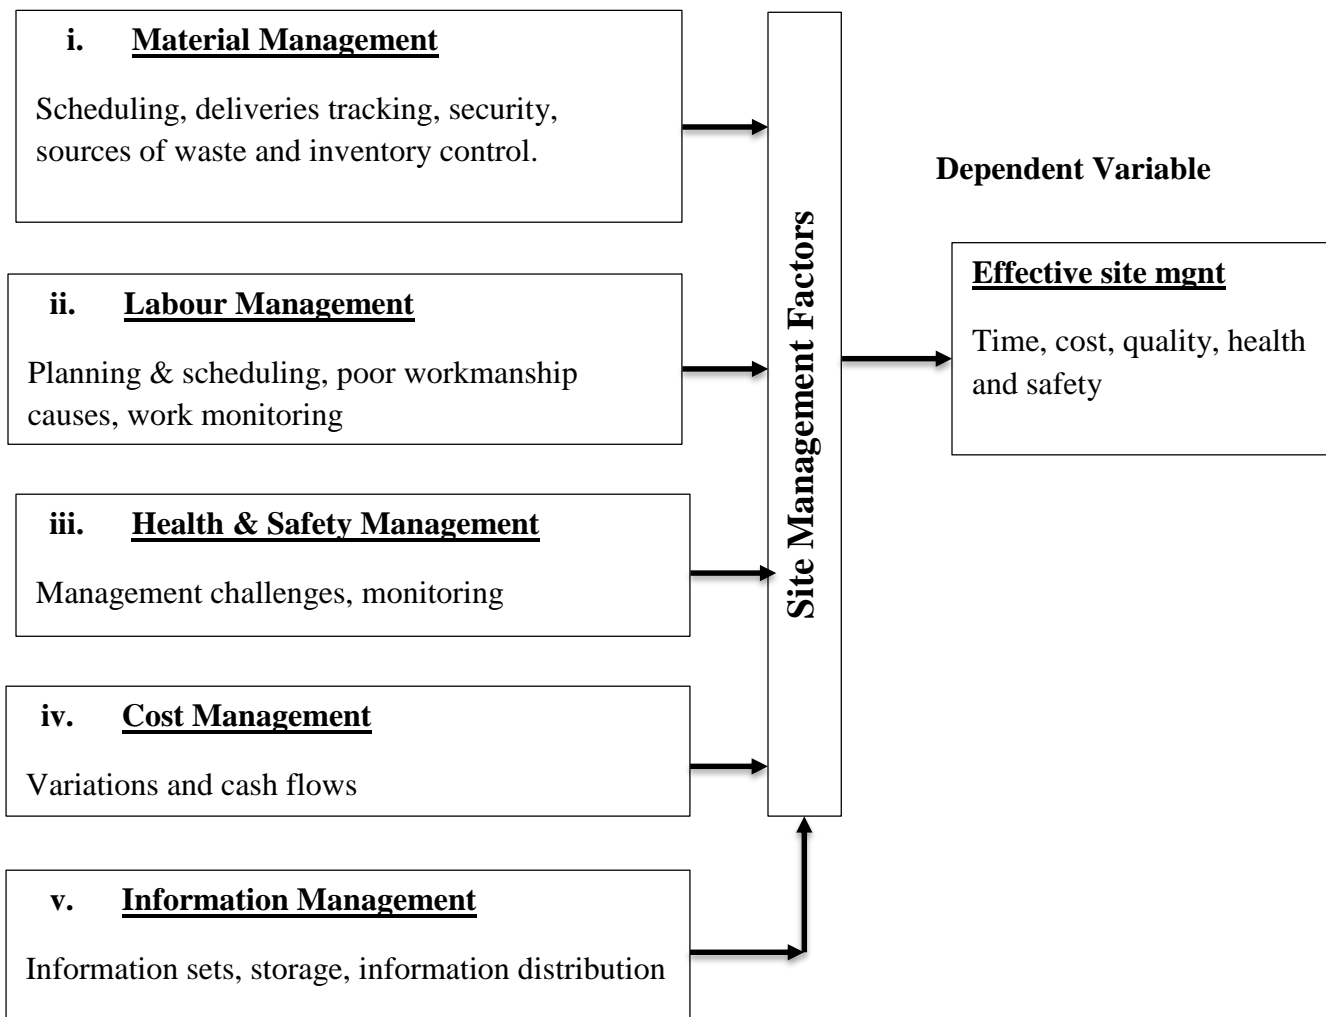 i. Material Management
Scheduling, deliveries tracking, security,
sources of waste and inventory control.
ii. Labour Management
Planning & scheduling, poor workmanship
causes, work monitoring
iii. Health & Safety Management
Management challenges, monitoring
iv. Cost Management
Variations and cash flows
v. Information Management
Information sets, storage, information distribution
Site Management Factors
Dependent Variable
Effective site mgnt
Time, cost, quality, health
and safety